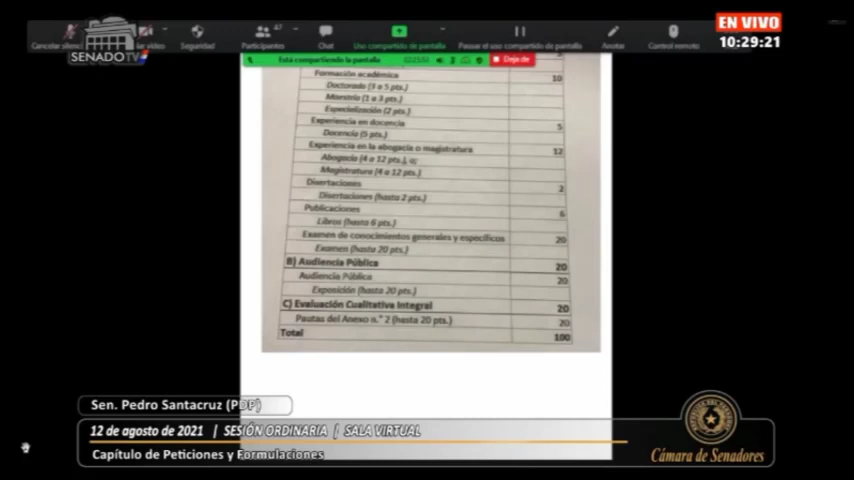 EN VIVO
10:29:21
SENADO TV
Cancelar
video
Seguridad
Participantes
47
Chat
Uso compartido de pantalla
Pausar el uso compartido de pantalla
Anotar
Control remoto
Está compartiendo la pantalla
Deja de
Formación académica 10
Doctorado (3 a 5 pts.)
Maestría (1 a 3 pts.)
Especialización (2 pts.)
Experiencia en docencia 5
Docencia (5 pts.)
Experiencia en la abogacía o magistratura 12
Abogacía (4 a 12 pts.), o;
Magistratura (4 a 12 pts.)
Disertaciones 2
Disertaciones (hasta 2 pts.)
Publicaciones 6
Libros (hasta 6 pts.)
Examen de conocimientos generales y específicos 20
Examen (hasta 20 pts.)
B) Audiencia Pública 20
Audiencia Pública 20
Exposición (hasta 20 pts.)
C) Evaluación Cualitativa Integral 20
Pautas del Anexo n.° 2 (hasta 20 pts.) 20
Total 100
Sen. Pedro Santacruz (PDP)
12 de agosto de 2021 | SESIÓN ORDINARIA | SALA VIRTUAL
Capítulo de Peticiones y Formulaciones
Cámara de Senadores